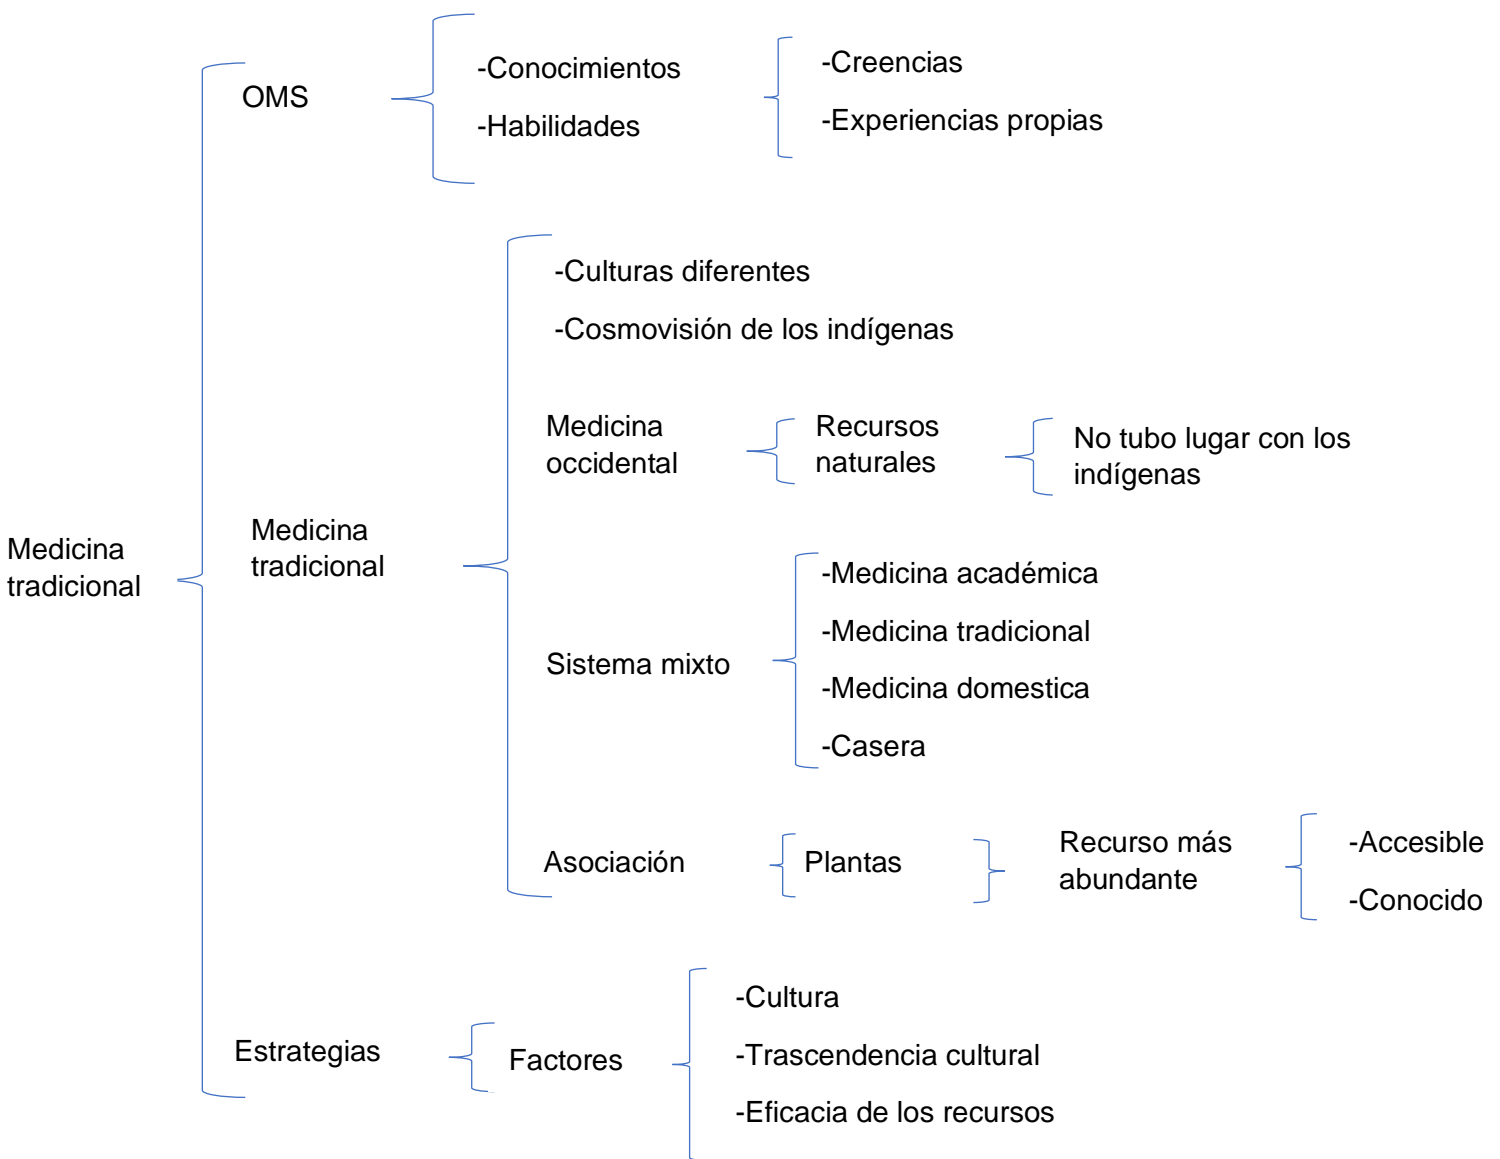 Medicina
tradicional
OMS
-Conocimientos
-Habilidades
-Creencias
-Experiencias propias
Medicina
tradicional
-Culturas diferentes
-Cosmovisión de los indígenas
Medicina
occidental
Recursos
naturales
No tubo lugar con los
indígenas
Sistema mixto
-Medicina académica
-Medicina tradicional
-Medicina domestica
-Casera
Asociación
Plantas
Recurso más
abundante
-Accesible
-Conocido
Estrategias
Factores
-Cultura
-Trascendencia cultural
-Eficacia de los recursos